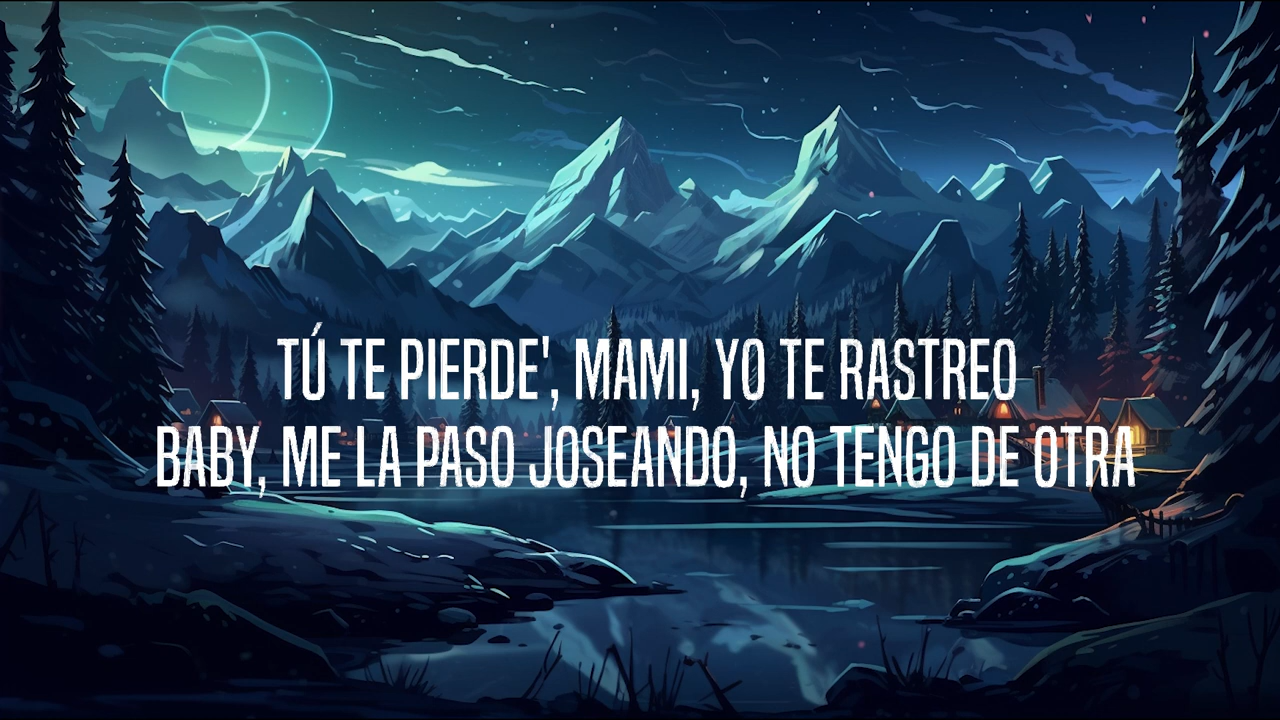 TÚ TE PIERDE', MAMI, YO TE RASTREO
BABY, ME LA PASO JOSEANDO, NO TENGO DE OTRA